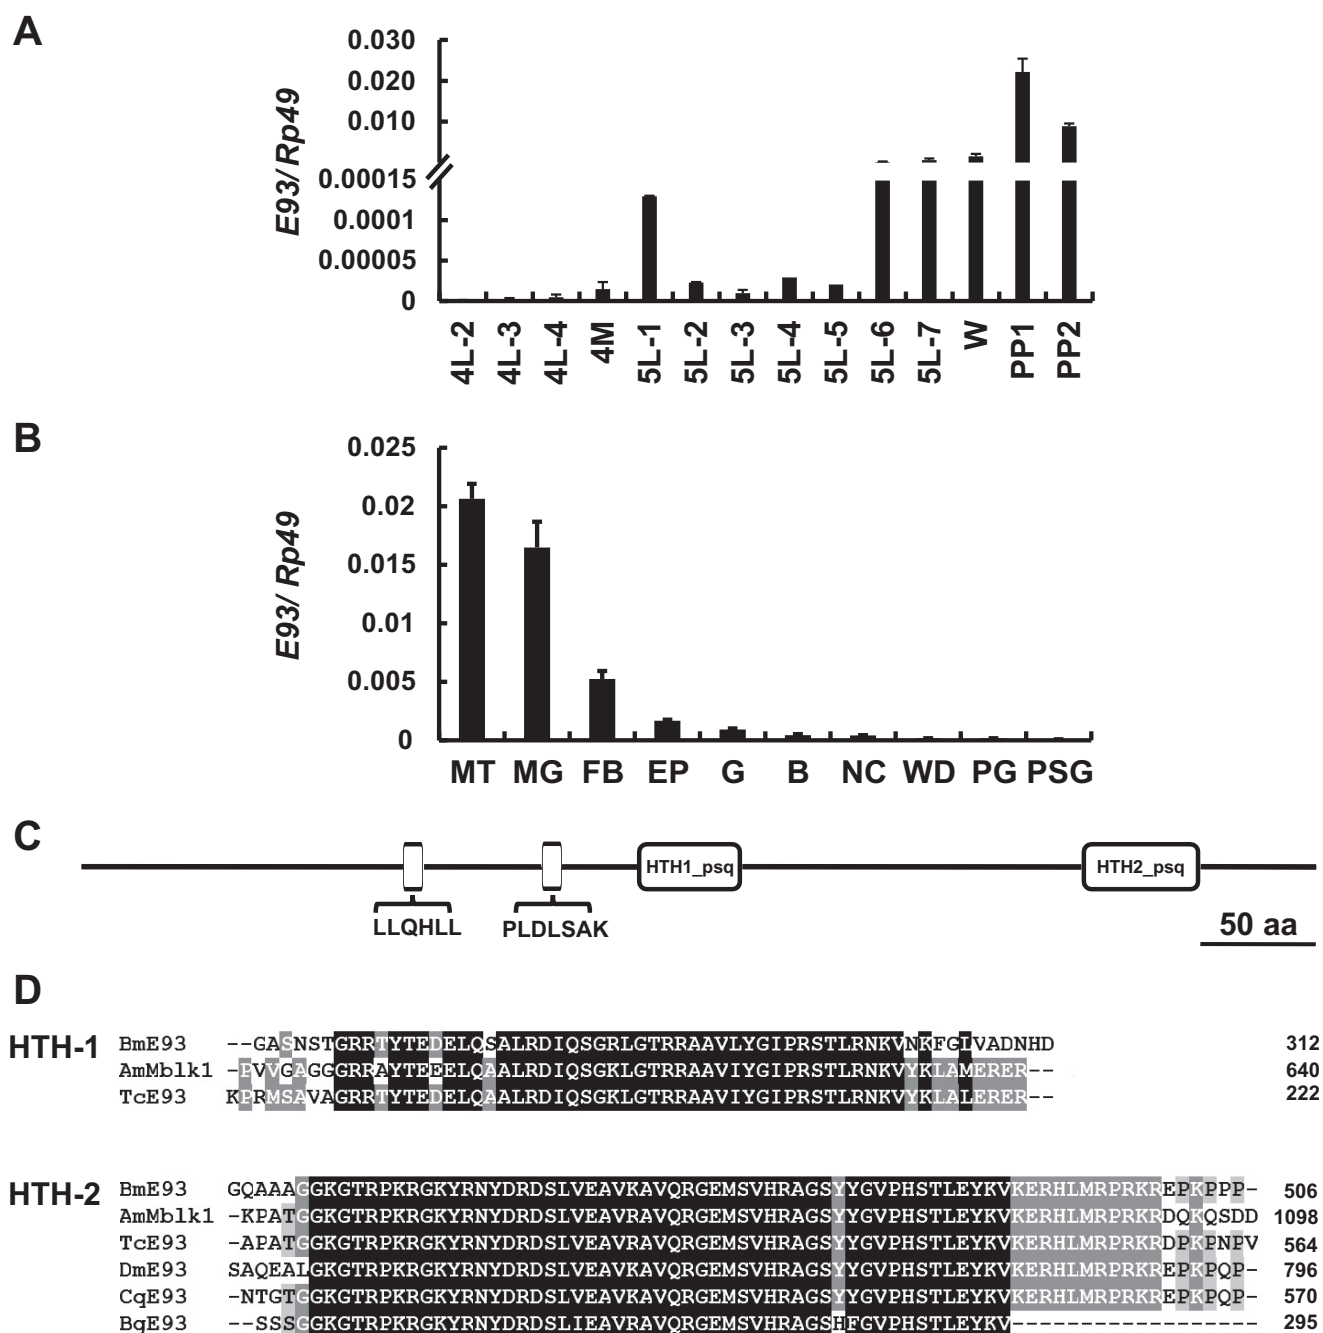 A
E93/ Rp49
0.030
0.020
0.010
0.00015
0.0001
0.00005
0
4L-2 4L-3 4L-4 4M 5L-1 5L-2 5L-3 5L-4 5L-5 5L-6 5L-7 W PP1 PP2
B
E93/ Rp49
0.025
0.02
0.015
0.01
0.005
0
MT MG FB EP G B NC WD PG PSG
C
HTH1_psq HTH2_psq
LLQHLL PLDLSAK
50 aa
D
HTH-1 BmE93 --GASNSTGRRTYTEDELQSALRDIQSGRLGTRRAAVLYGIPRSTLRNKVNKFGLVADNHD 312
AmMblk1 -PVVGAGGGRRAYTEEELQAALRDIQSGKLGTRRAAVIYGIPRSTLRNKVYKLAMERER-- 640
TcE93 KPRMSAVAGRRTYTEDELQAALRDIQSGKLGTRRAAVIYGIPRSTLRNKVYKLALERER-- 222
HTH-2 BmE93 GQAAAGGKGTRPKRGKYRNYDRDSLVEAVKAVQRGEMSVHRAGSYYGVPHSTLEYKVKERHLMRPRKREPKPPP- 506
AmMblk1 -KPATGGKGTRPKRGKYRNYDRDSLVEAVKAVQRGEMSVHRAGSYYGVPHSTLEYKVKERHLMRPRKRDQKQSDD 1098
TcE93 -APATGGKGTRPKRGKYRNYDRDSLVEAVKAVQRGEMSVHRAGSYYGVPHSTLEYKVKERHLMRPRKRDPKPNPV 564
DmE93 SAQEALGKGTRPKRGKYRNYDRDSLVEAVKAVQRGEMSVHRAGSYYGVPHSTLEYKVKERHLMRPRKREPKPQP- 796
CqE93 -NTGTGGKGTRPKRGKYRNYDRDSLVEAVKAVQRGEMSVHRAGSYYGVPHSTLEYKVKERHLMRPRKREPKPQP- 570
BgE93 --SSSGGKGTRPKRGKYRNYDRDSLIEAVRAVQRGEMSVHRAGSHFGVPHSTLEYKV------------------ 295